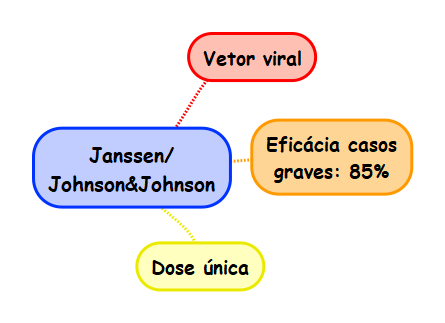 Vetor viral
Janssen/
Johnson&Johnson
Eficácia casos
graves: 85%
Dose única